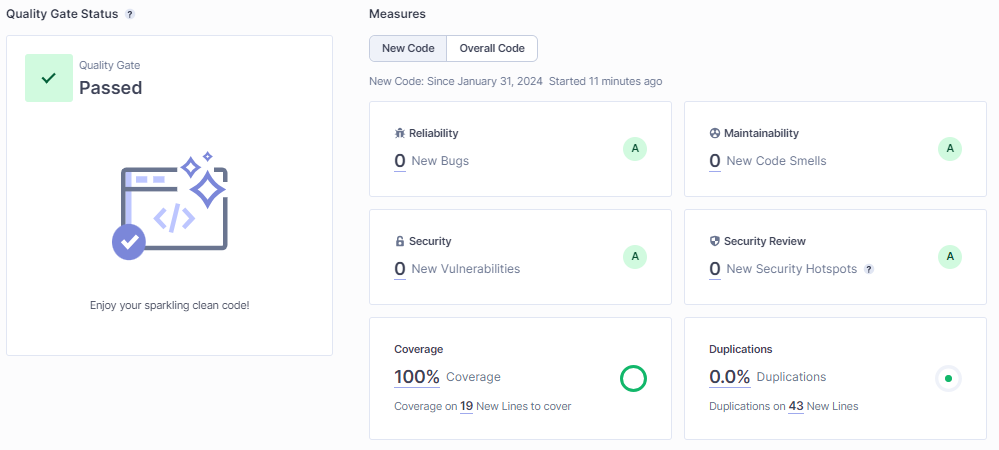 Quality Gate Status ?
Quality Gate
Passed
</>
Enjoy your sparkling clean code!
Measures
New Code Overall Code
New Code: Since January 31, 2024 Started 11 minutes ago
Reliability
0 New Bugs A
Maintainability
0 New Code Smells A
Security
0 New Vulnerabilities A
Security Review
0 New Security Hotspots ? A
Coverage
100% Coverage
Coverage on 19 New Lines to cover
Duplications
0.0% Duplications
Duplications on 43 New Lines